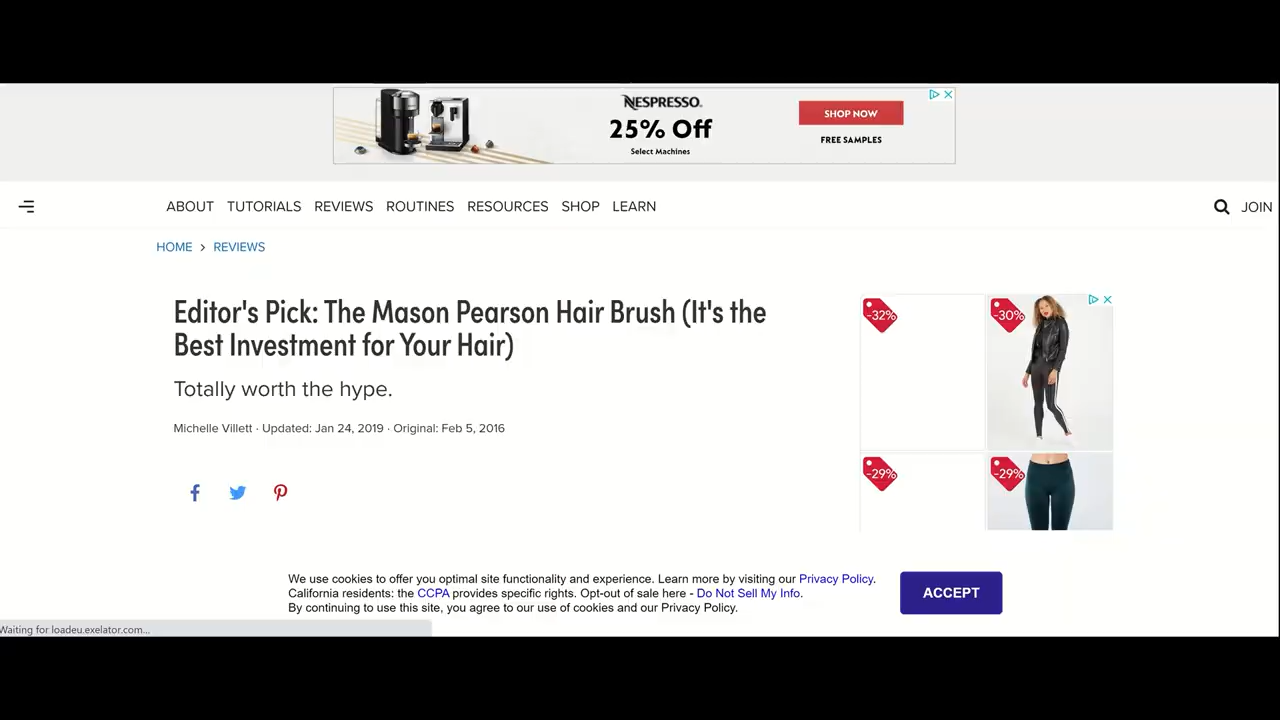 NESPRESSO.
25% Off
Select Machines
SHOP NOW
FREE SAMPLES
ABOUT TUTORIALS REVIEWS ROUTINES RESOURCES SHOP LEARN
JOIN
HOME > REVIEWS
Editor's Pick: The Mason Pearson Hair Brush (It's the
Best Investment for Your Hair)
Totally worth the hype.
Michelle Villett · Updated: Jan 24, 2019 · Original: Feb 5, 2016
-32%
-30%
-29%
-29%
We use cookies to offer you optimal site functionality and experience. Learn more by visiting our Privacy Policy.
California residents: the CCPA provides specific rights. Opt-out of sale here - Do Not Sell My Info.
By continuing to use this site, you agree to our use of cookies and our Privacy Policy.
ACCEPT
Waiting for loadeu.exelator.com...